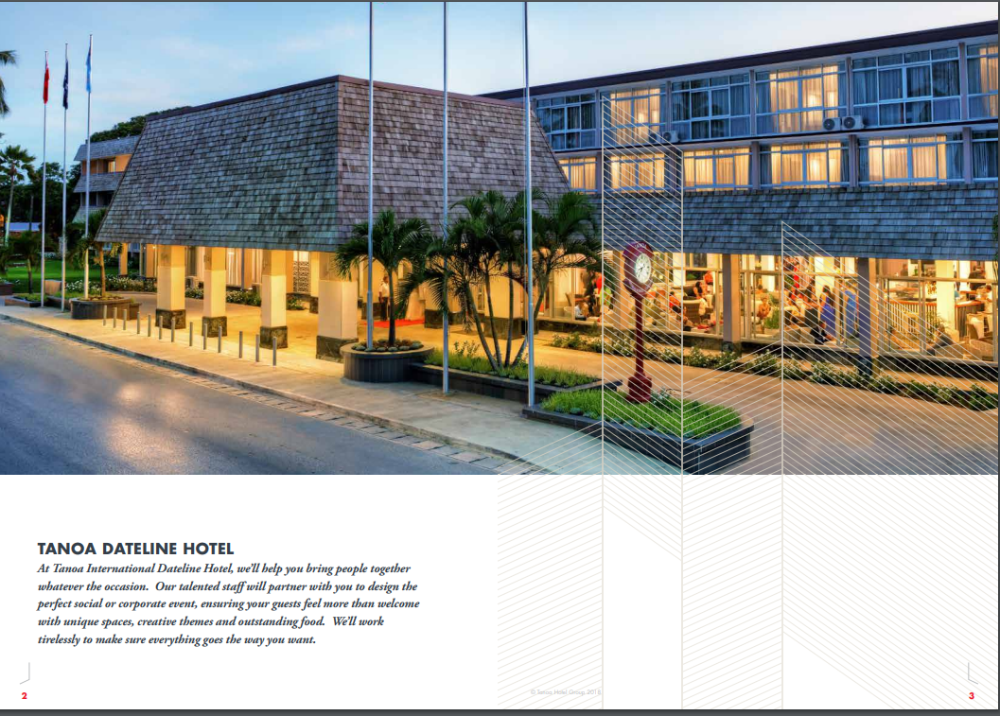 TANOA DATELINE HOTEL
At Tanoa International Dateline Hotel, we'll help you bring people together
whatever the occasion.  Our talented staff will partner with you to design the
perfect social or corporate event, ensuring your guests feel more than welcome
with unique spaces, creative themes and outstanding food.  We'll work
tirelessly to make sure everything goes the way you want.
2
© Tanoa Hotel Group 2018
3